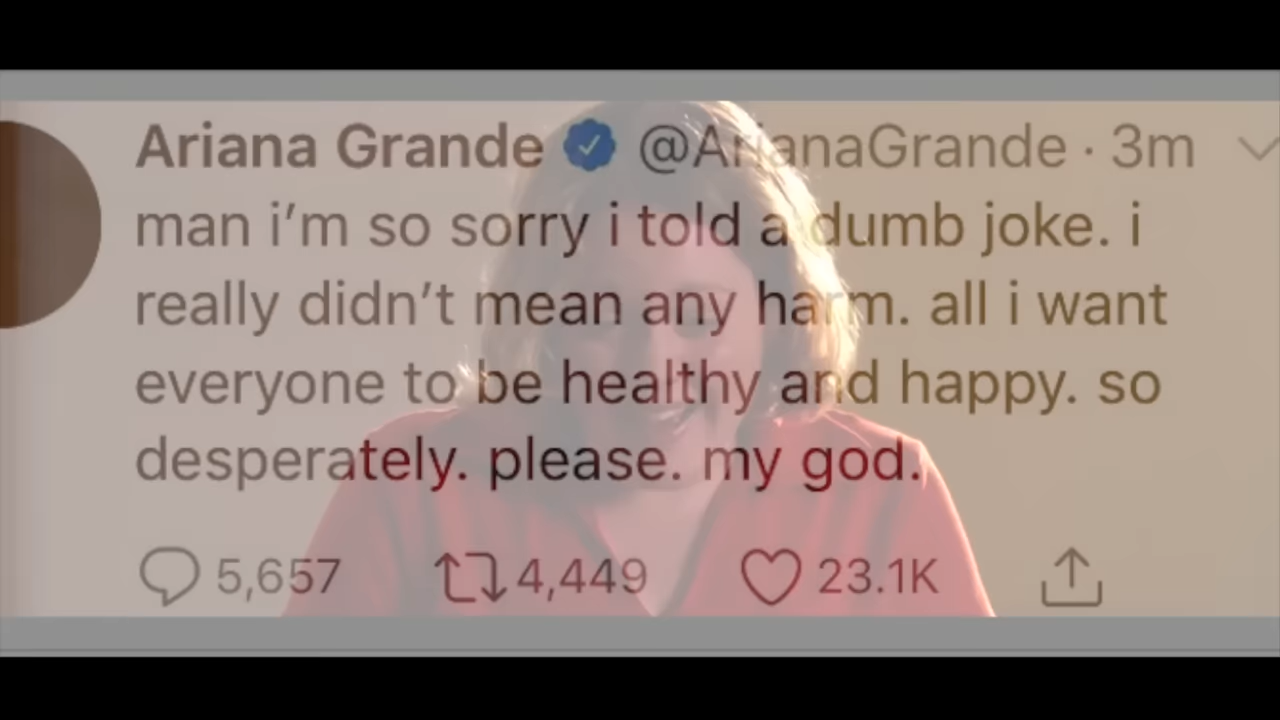 Ariana Grande @ArianaGrande · 3m
man i’m so sorry i told a dumb joke. i
really didn’t mean any harm. all i want
everyone to be healthy and happy. so
desperately. please. my god.
5,657 4,449 23.1K